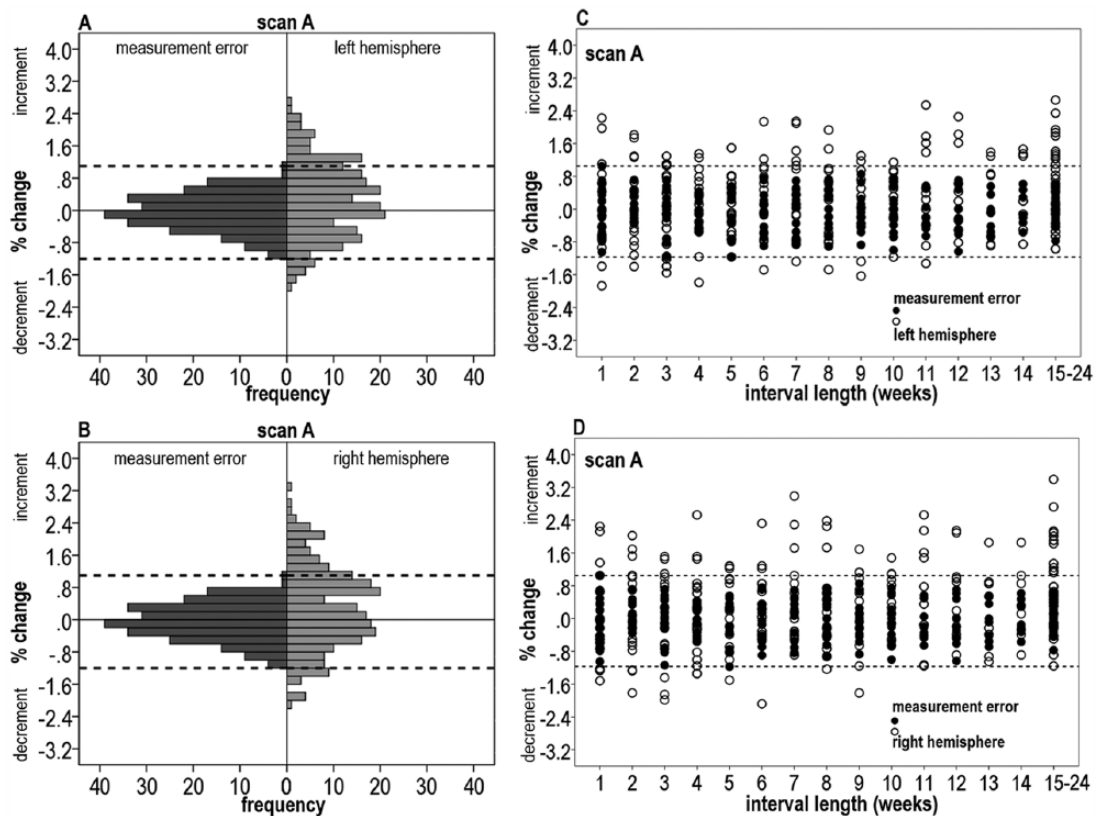 A
scan A
measurement error
left hemisphere
increment
% change
decrement
4.0
3.2
2.4
1.6
.8
.0
-.8
-1.6
-2.4
-3.2
40 30 20 10 0 10 20 30 40
frequency
C
scan A
increment
% change
decrement
4.0
3.2
2.4
1.6
.8
.0
-.8
-1.6
-2.4
-3.2
measurement error
left hemisphere
1 2 3 4 5 6 7 8 9 10 11 12 13 14 15-24
interval length (weeks)
B
scan A
measurement error
right hemisphere
increment
% change
decrement
4.0
3.2
2.4
1.6
.8
.0
-.8
-1.6
-2.4
-3.2
40 30 20 10 0 10 20 30 40
frequency
D
scan A
increment
% change
decrement
4.0
3.2
2.4
1.6
.8
.0
-.8
-1.6
-2.4
-3.2
measurement error
right hemisphere
1 2 3 4 5 6 7 8 9 10 11 12 13 14 15-24
interval length (weeks)